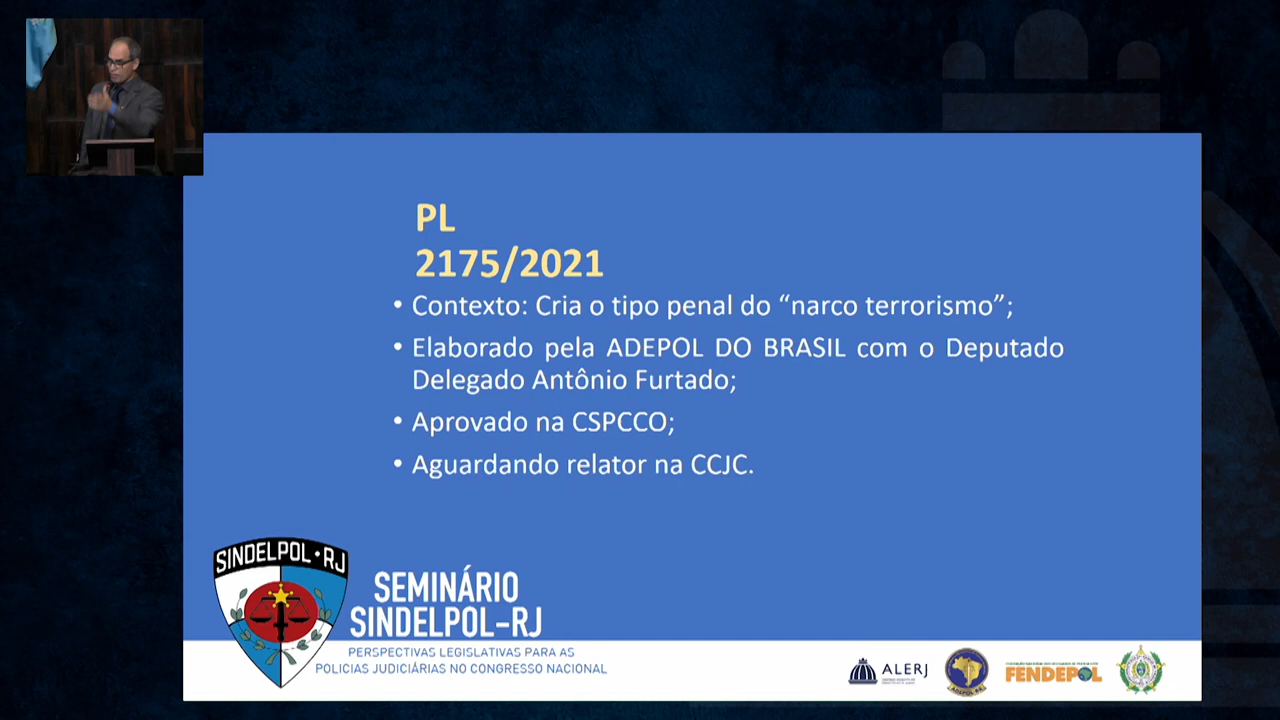 PL
2175/2021
• Contexto: Cria o tipo penal do “narco terrorismo”;
• Elaborado pela ADEPOL DO BRASIL com o Deputado
Delegado Antônio Furtado;
• Aprovado na CSPCCO;
• Aguardando relator na CCJC.
SINDELPOL • RJ
SEMINÁRIO
SINDELPOL-RJ
PERSPECTIVAS LEGISLATIVAS PARA AS
POLICIAS JUDICIÁRIAS NO CONGRESSO NACIONAL
ALERJ
FENDEPOL